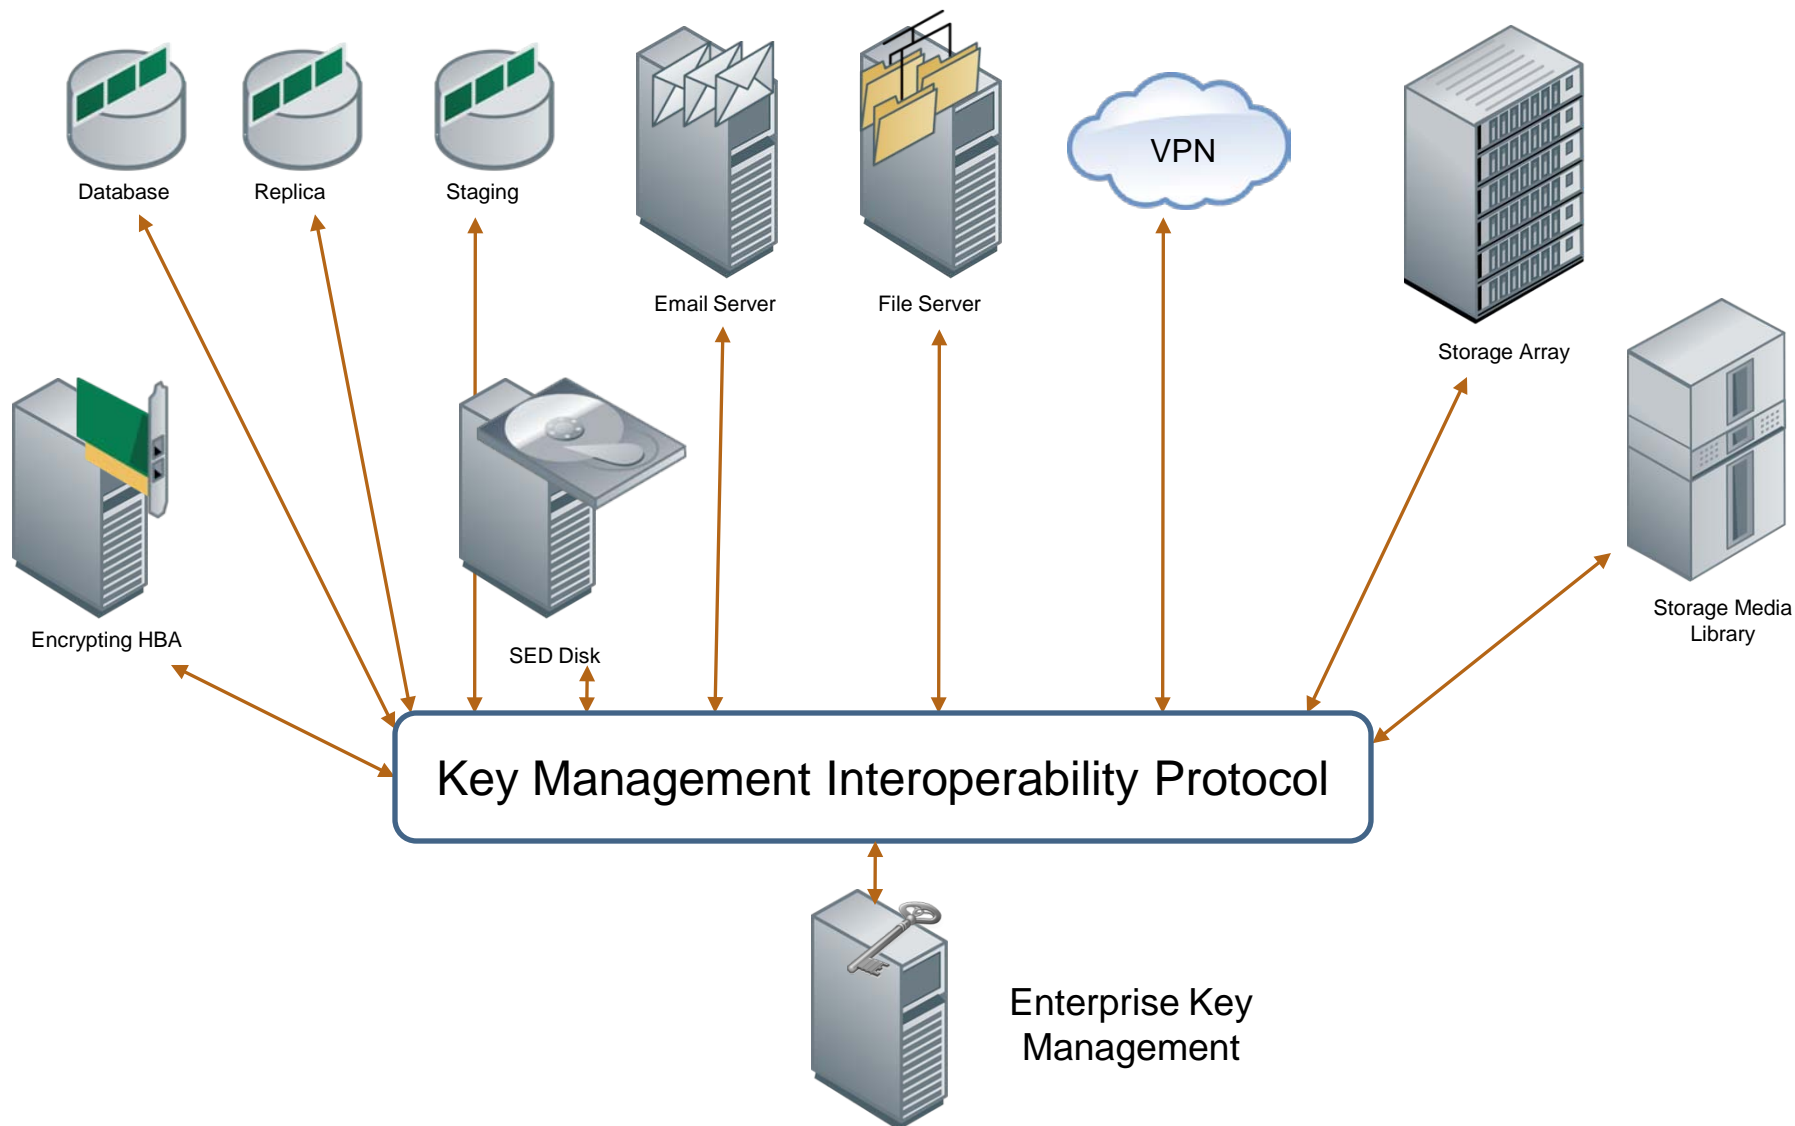 Database
Replica
Staging
VPN
Email Server
File Server
Storage Array
Storage Media
Library
Encrypting HBA
SED Disk
Key Management Interoperability Protocol
Enterprise Key
Management